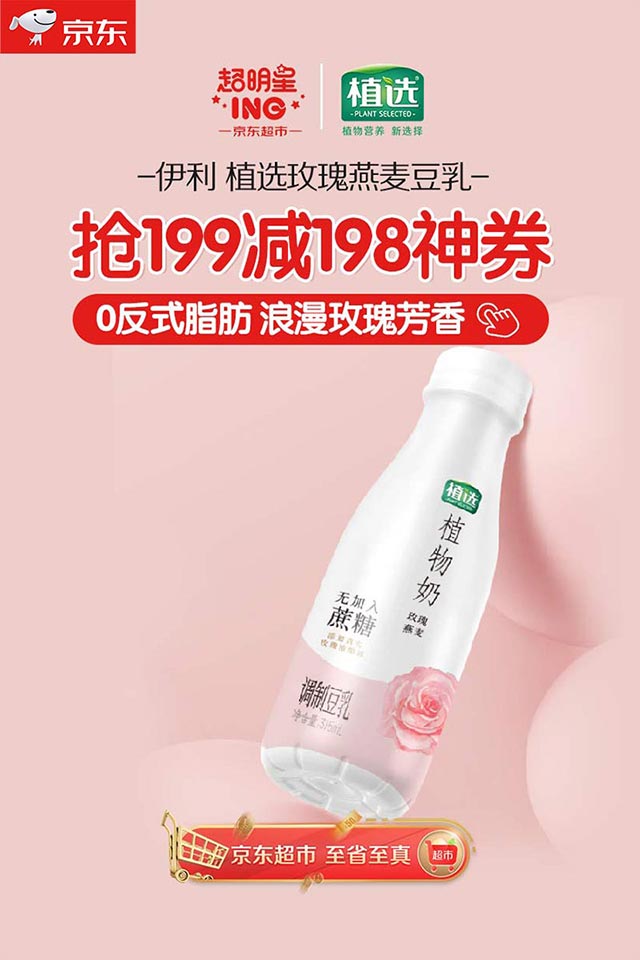 京东
超明星
ING
京东超市
植选
PLANT SELECTED
植物营养 新选择
伊利 植选玫瑰燕麦豆乳
抢199减198神券
0反式脂肪 浪漫玫瑰芳香
植选
植物奶
玫瑰
燕麦
无加入
蔗糖
调制豆乳
净含量:315mL
京东超市 至省至真
超市